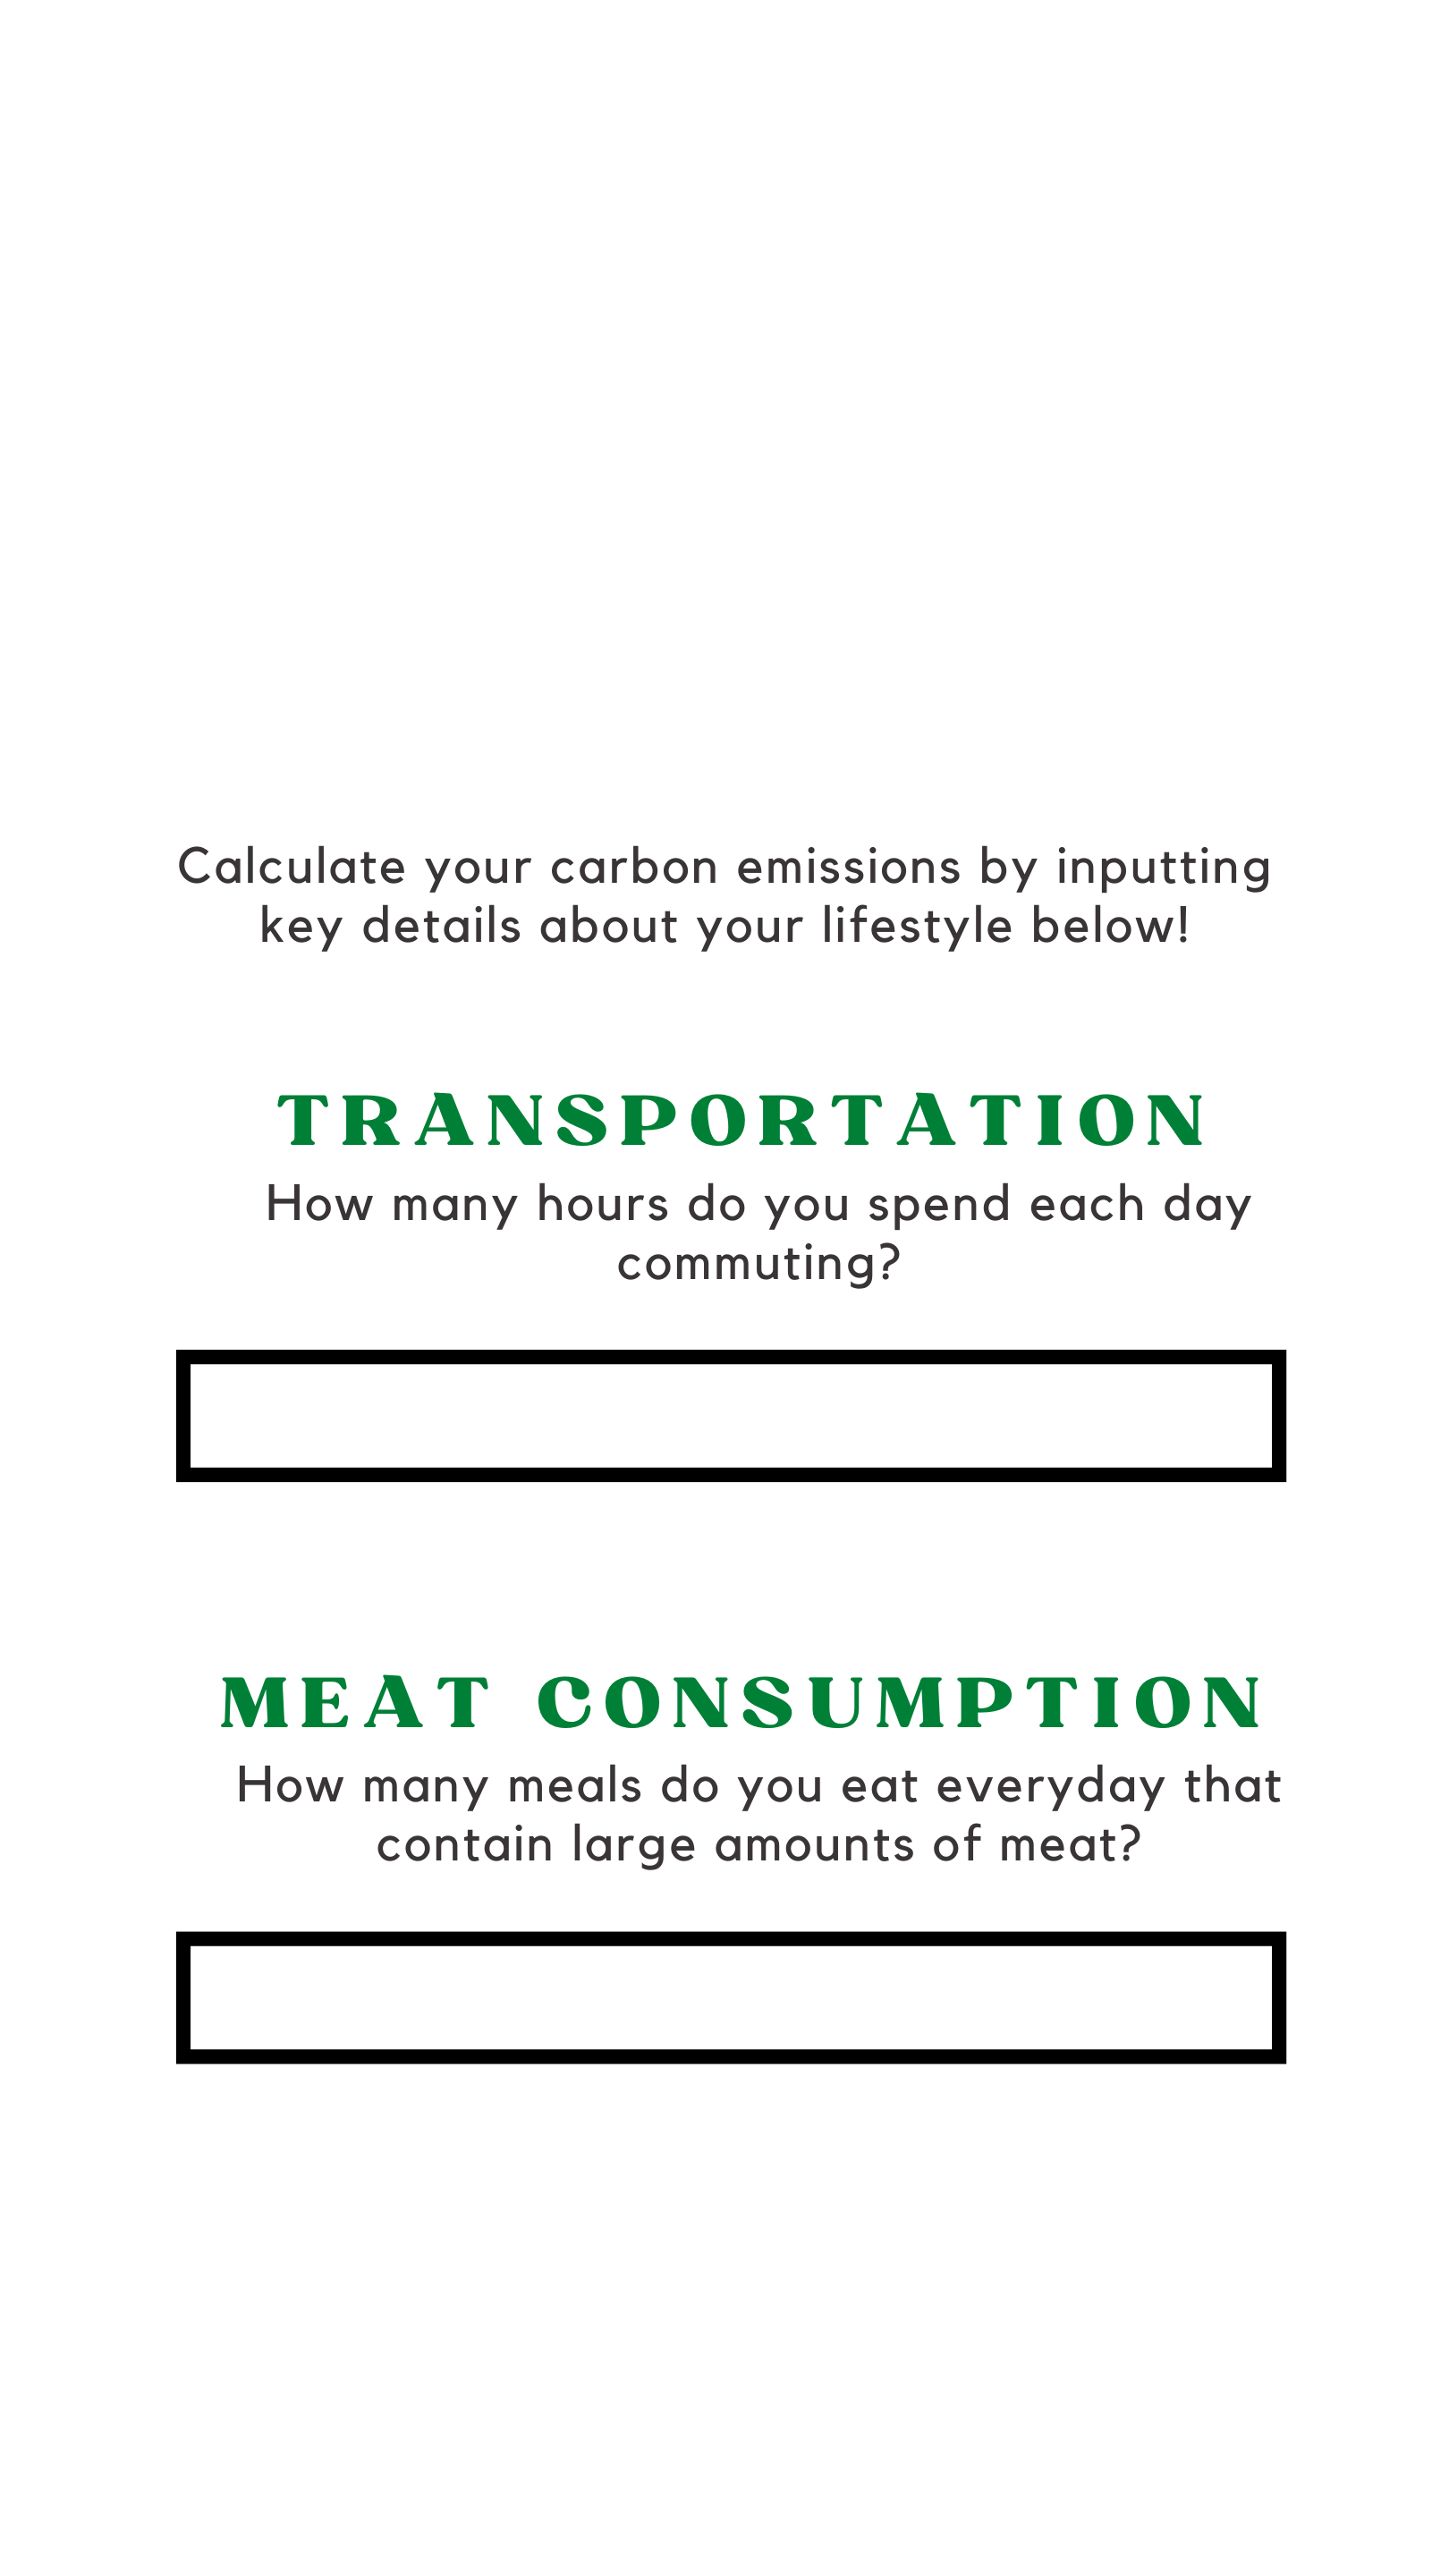 Calculate your carbon emissions by inputting
key details about your lifestyle below!
TRANSPORTATION
How many hours do you spend each day
commuting?
MEAT CONSUMPTION
How many meals do you eat everyday that
contain large amounts of meat?